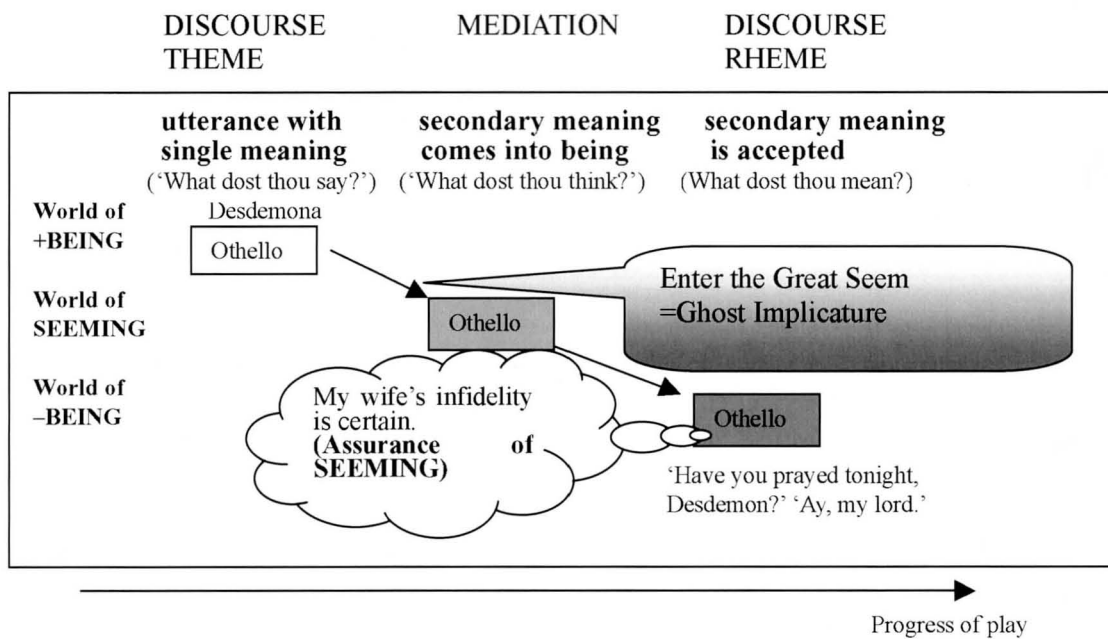 DISCOURSE THEME
MEDIATION
DISCOURSE RHEME
utterance with
single meaning
('What dost thou say?')
secondary meaning
comes into being
('What dost thou think?')
secondary meaning
is accepted
(What dost thou mean?)
World of
+BEING
Desdemona
Othello
Enter the Great Seem
=Ghost Implicature
World of
SEEMING
Othello
World of
–BEING
My wife's infidelity
is certain.
(Assurance of
SEEMING)
Othello
'Have you prayed tonight,
Desdemon?' 'Ay, my lord.'
Progress of play